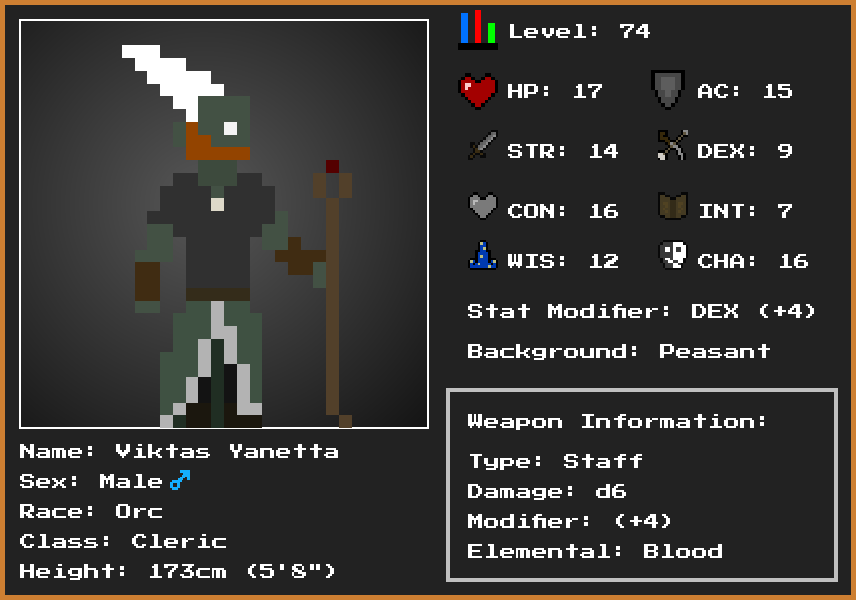 Level: 74
HP: 17
AC: 15
STR: 14
DEX: 9
CON: 16
INT: 7
WIS: 12
CHA: 16
Stat Modifier: DEX (+4)
Background: Peasant
Weapon Information:
Type: Staff
Damage: d6
Modifier: (+4)
Elemental: Blood
Name: Viktas Yanetta
Sex: Male ♂
Race: Orc
Class: Cleric
Height: 173cm (5'8")